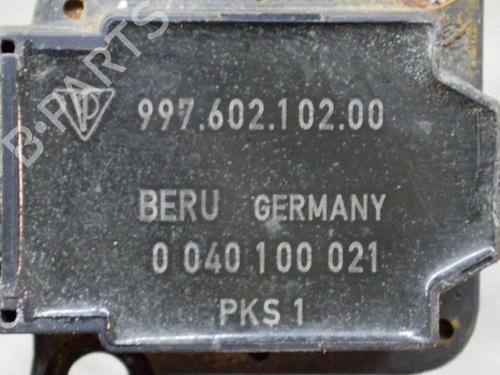 B-PARTS
997.602.102.00
BERU GERMANY
0 040 100 021
PKS 1